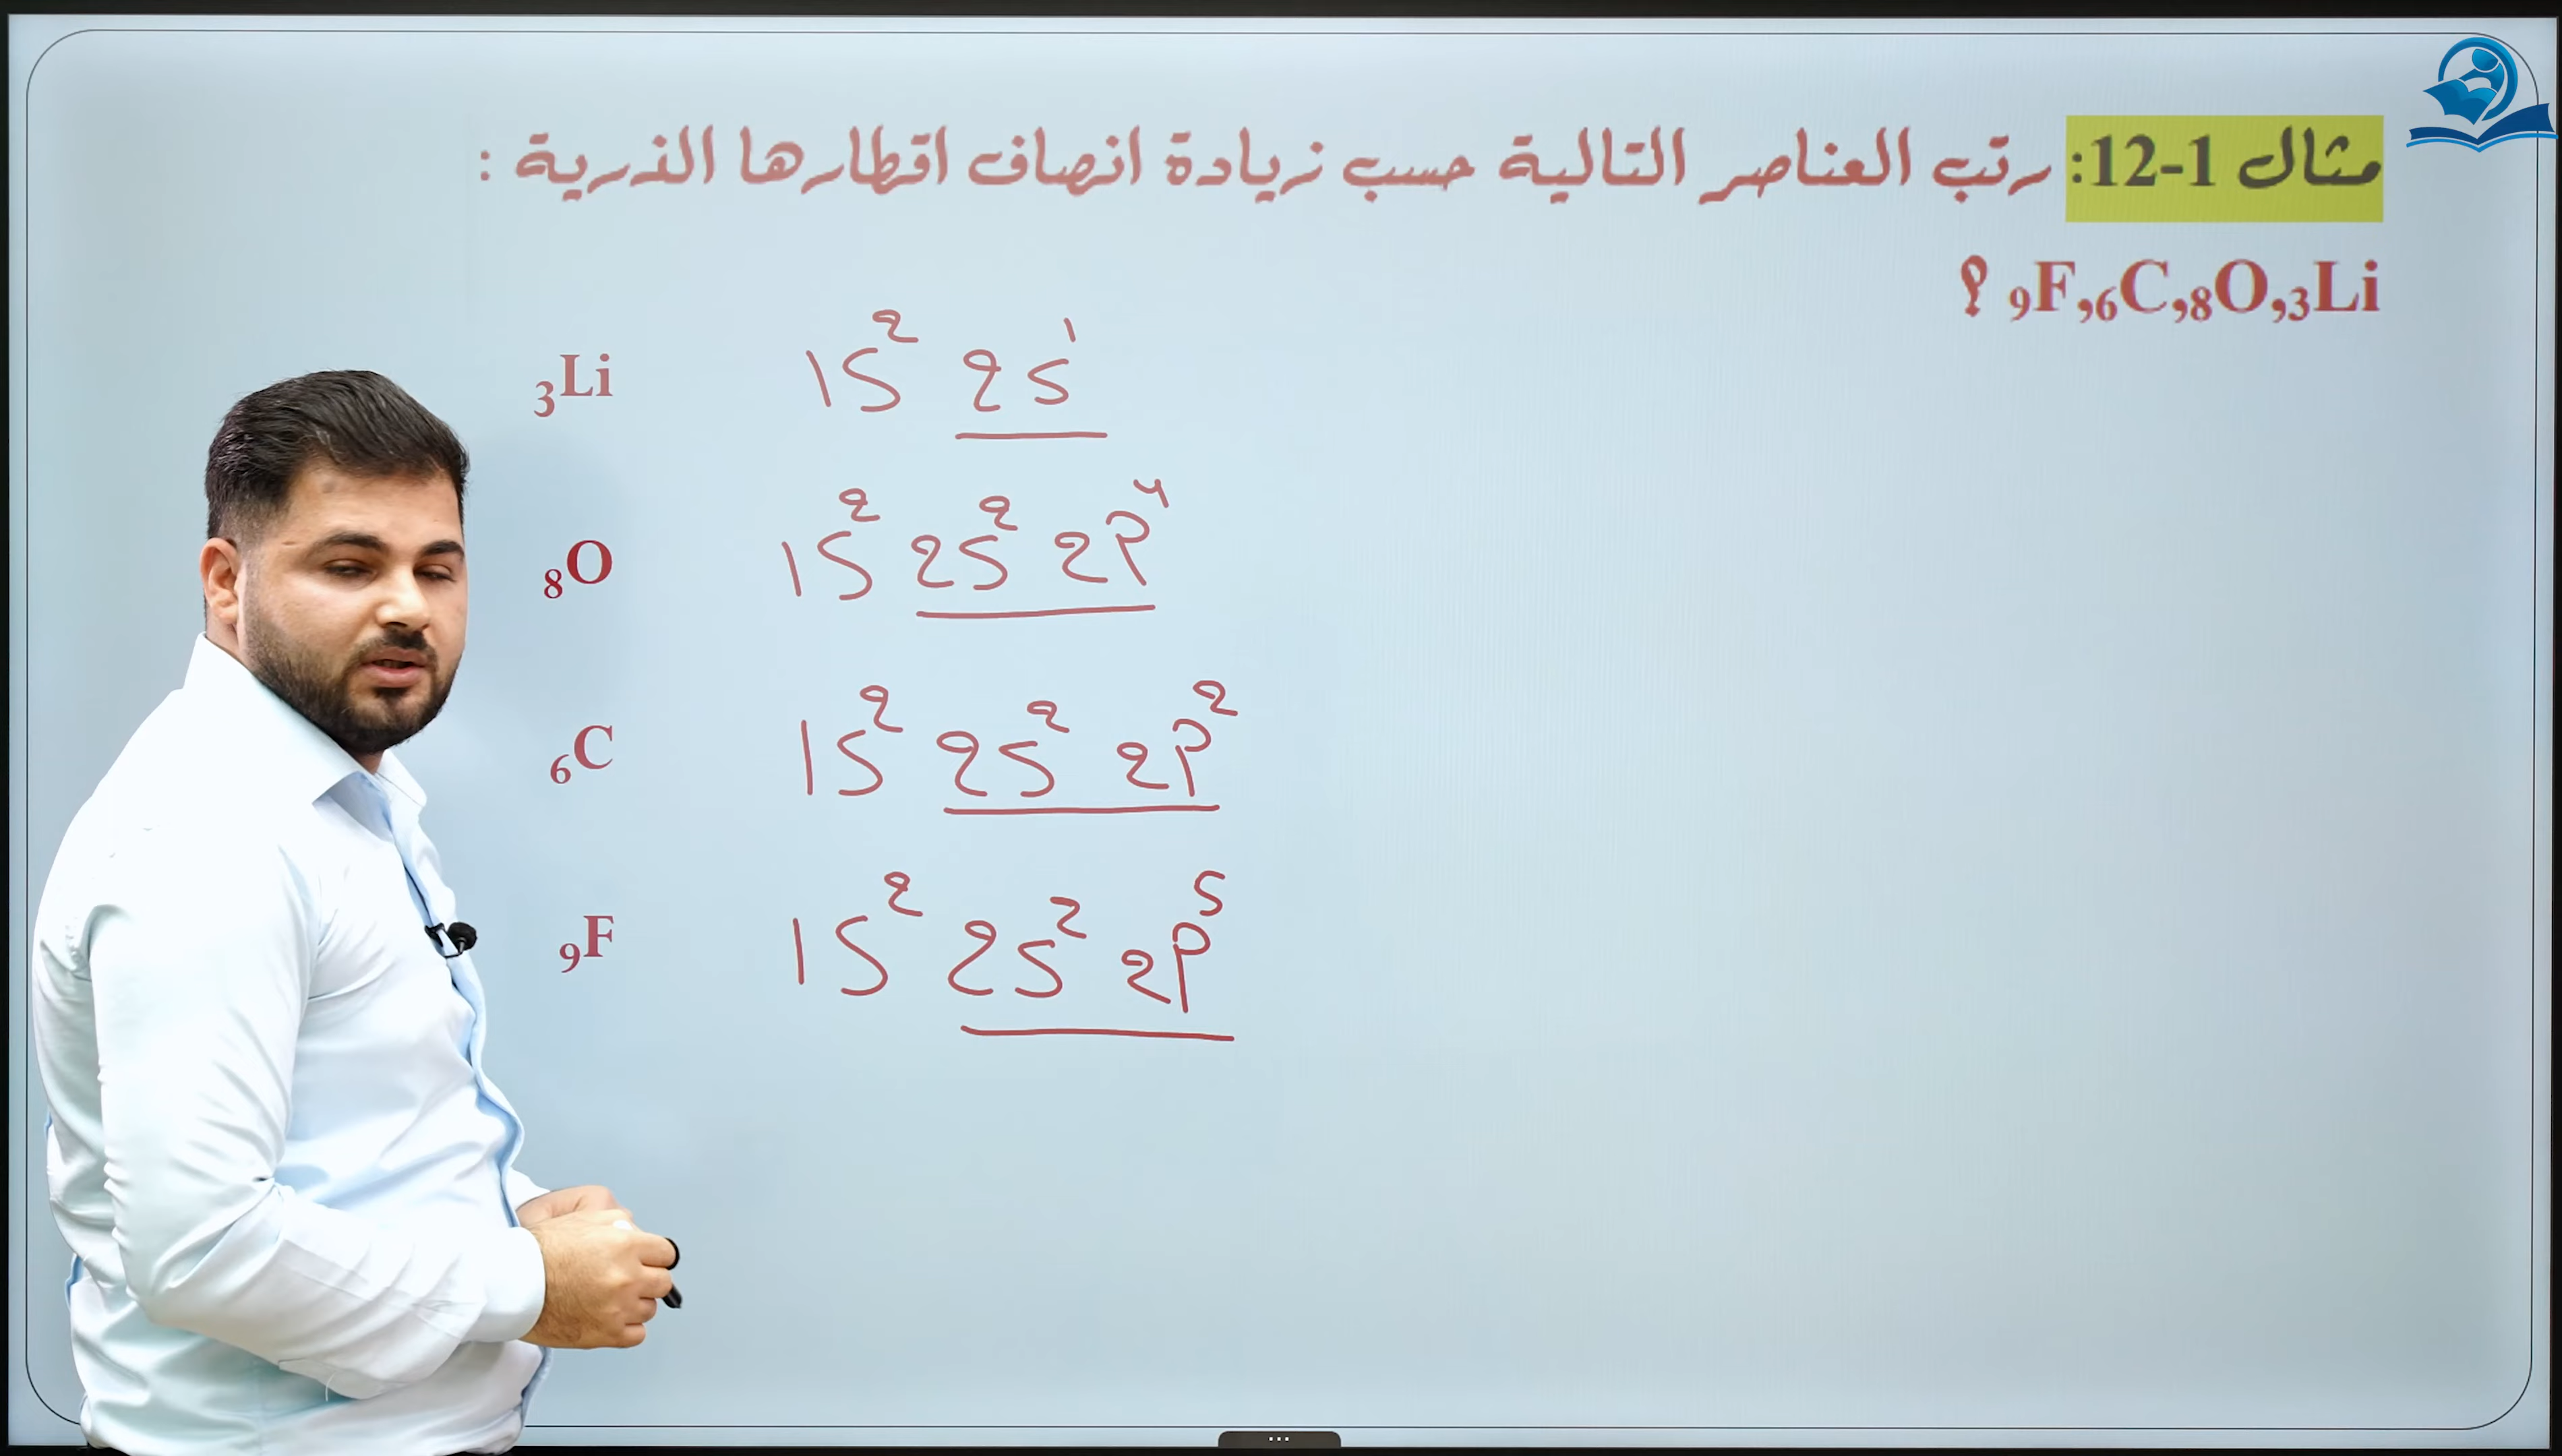 مثال 1-12: رتب العناصر التالية حسب زيادة انصاف اقطارها الذرية :
₉F,₆C,₈O,₃Li ؟
₃Li 1S² 2S¹
₈O 1S² 2S² 2P⁴
₆C 1S² 2S² 2P²
₉F 1S² 2S² 2P⁵